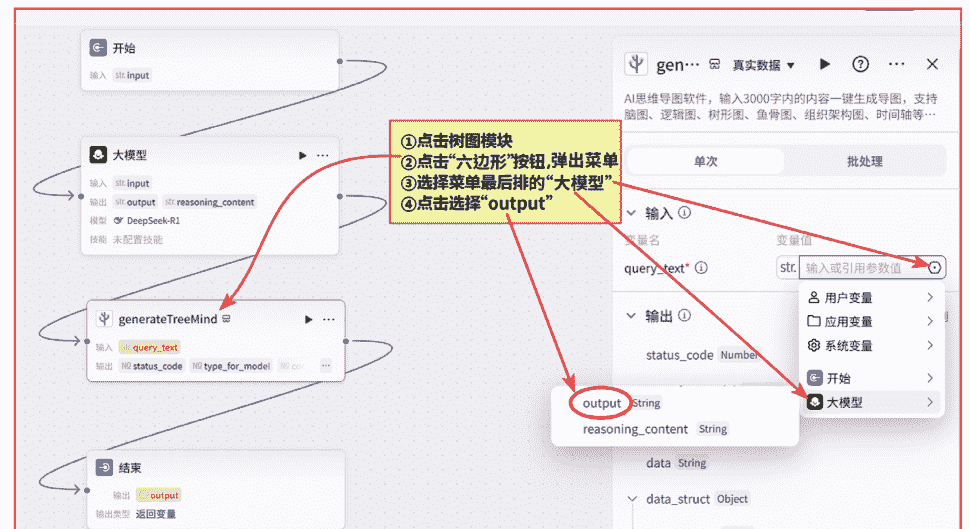 开始
输入 str. input
大模型
输入 str. input
输出 str. output str. reasoning_content
模型 DeepSeek-R1
技能 未配置技能
generateTreeMind
输入 str. query_text
输出 NO status_code NO type_for_model NO co ...
结束
输出 output
输出类型 返回变量
①点击树图模块
②点击“六边形”按钮,弹出菜单
③选择菜单最后排的“大模型”
④点击选择“output”
gen··· 真实数据
AI思维导图软件，输入3000字内的内容一键生成导图，支持
脑图、逻辑图、树形图、鱼骨图、组织架构图、时间轴等···
单次 批处理
输入
变量名 变量值
query_text* str. 输入或引用参数值
输出
status_code Number
用户变量
应用变量
系统变量
开始
大模型
output String
reasoning_content String
data String
data_struct Object